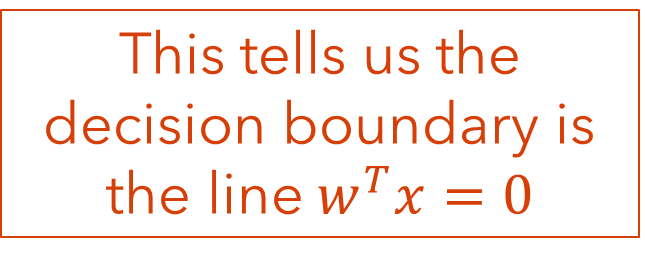 This tells us the
decision boundary is
the line $w^T x = 0$